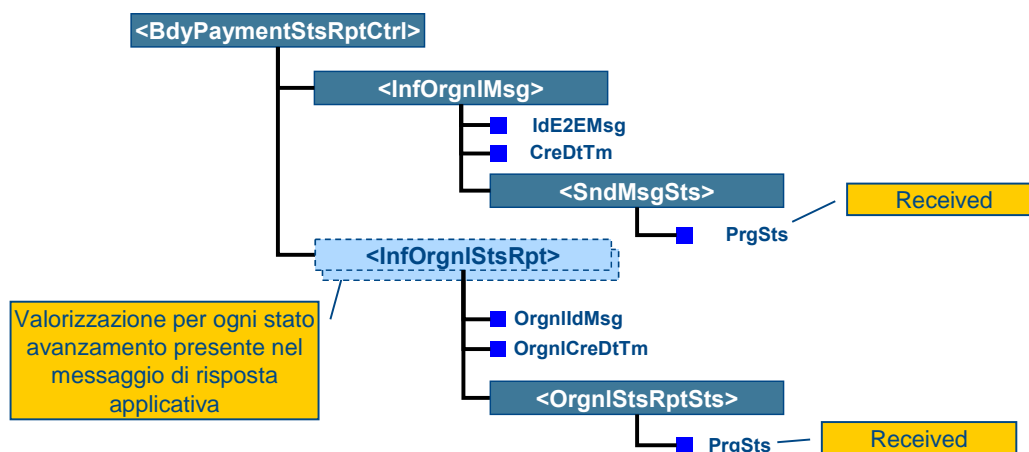 <BdyPaymentStsRptCtrl>
<InfOrgnlMsg>
IdE2EMsg
CreDtTm
<SndMsgSts>
Received
PrgSts
<InfOrgnlStsRpt>
Valorizzazione per ogni stato
avanzamento presente nel
messaggio di risposta
applicativa
OrgnlIdMsg
OrgnlCreDtTm
<OrgnlStsRptSts>
Received
PrgSts